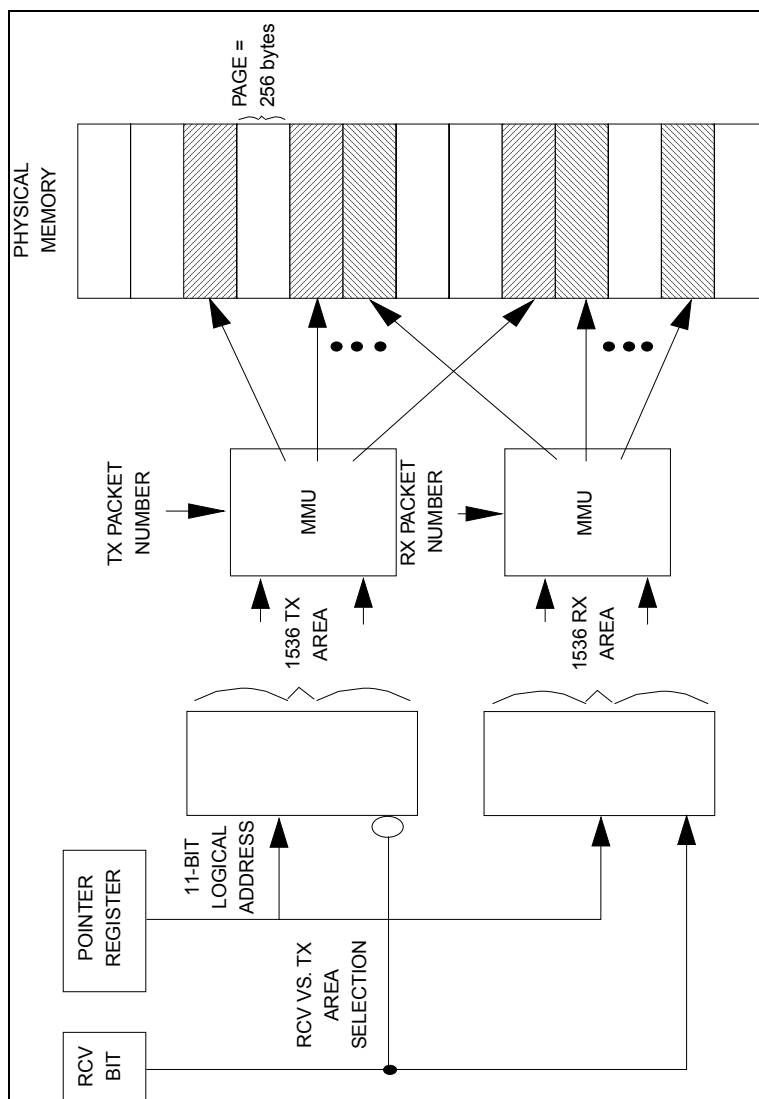 PHYSICAL
MEMORY
PAGE =
256 bytes
TX PACKET
NUMBER
MMU
RX PACKET
NUMBER
MMU
1536 TX
AREA
1536 RX
AREA
11-BIT
LOGICAL
ADDRESS
POINTER
REGISTER
RCV VS. TX
AREA
SELECTION
RCV
BIT